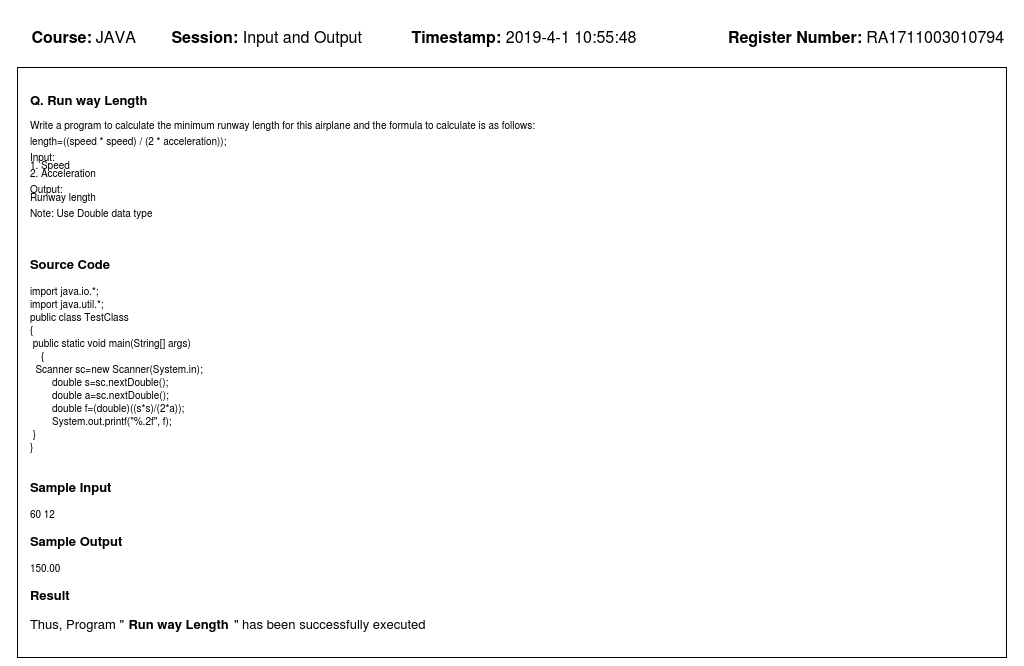 Course: JAVA Session: Input and Output Timestamp: 2019-4-1 10:55:48 Register Number: RA1711003010794
Q. Run way Length
Write a program to calculate the minimum runway length for this airplane and the formula to calculate is as follows:
length=((speed * speed) / (2 * acceleration));
Input:
1. Speed
2. Acceleration
Output:
Runway length
Note: Use Double data type
Source Code
import java.io.*;
import java.util.*;
public class TestClass
{
public static void main(String[] args)
{
Scanner sc=new Scanner(System.in);
double s=sc.nextDouble();
double a=sc.nextDouble();
double f=(double)((s*s)/(2*a));
System.out.printf("%.2f", f);
}
}
Sample Input
60 12
Sample Output
150.00
Result
Thus, Program " Run way Length " has been successfully executed